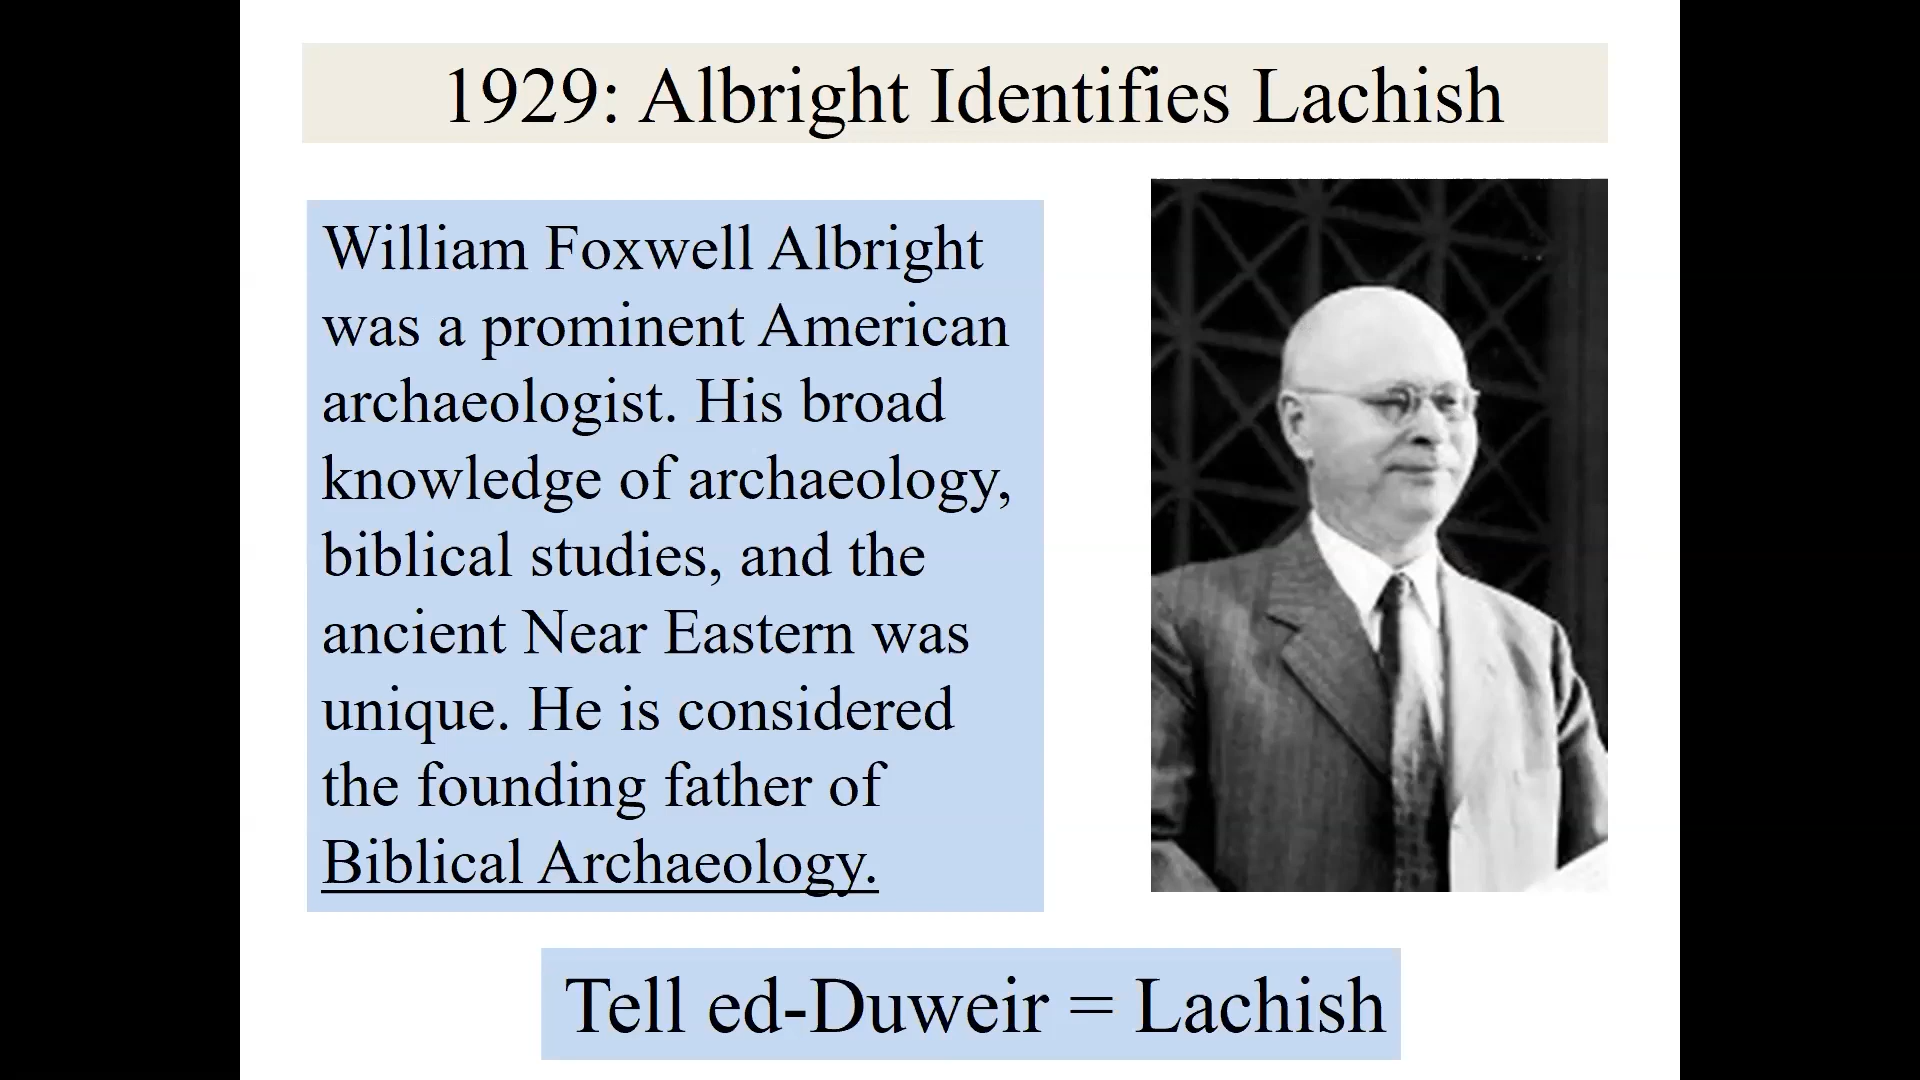 1929: Albright Identifies Lachish
William Foxwell Albright
was a prominent American
archaeologist. His broad
knowledge of archaeology,
biblical studies, and the
ancient Near Eastern was
unique. He is considered
the founding father of
Biblical Archaeology.
Tell ed-Duweir = Lachish